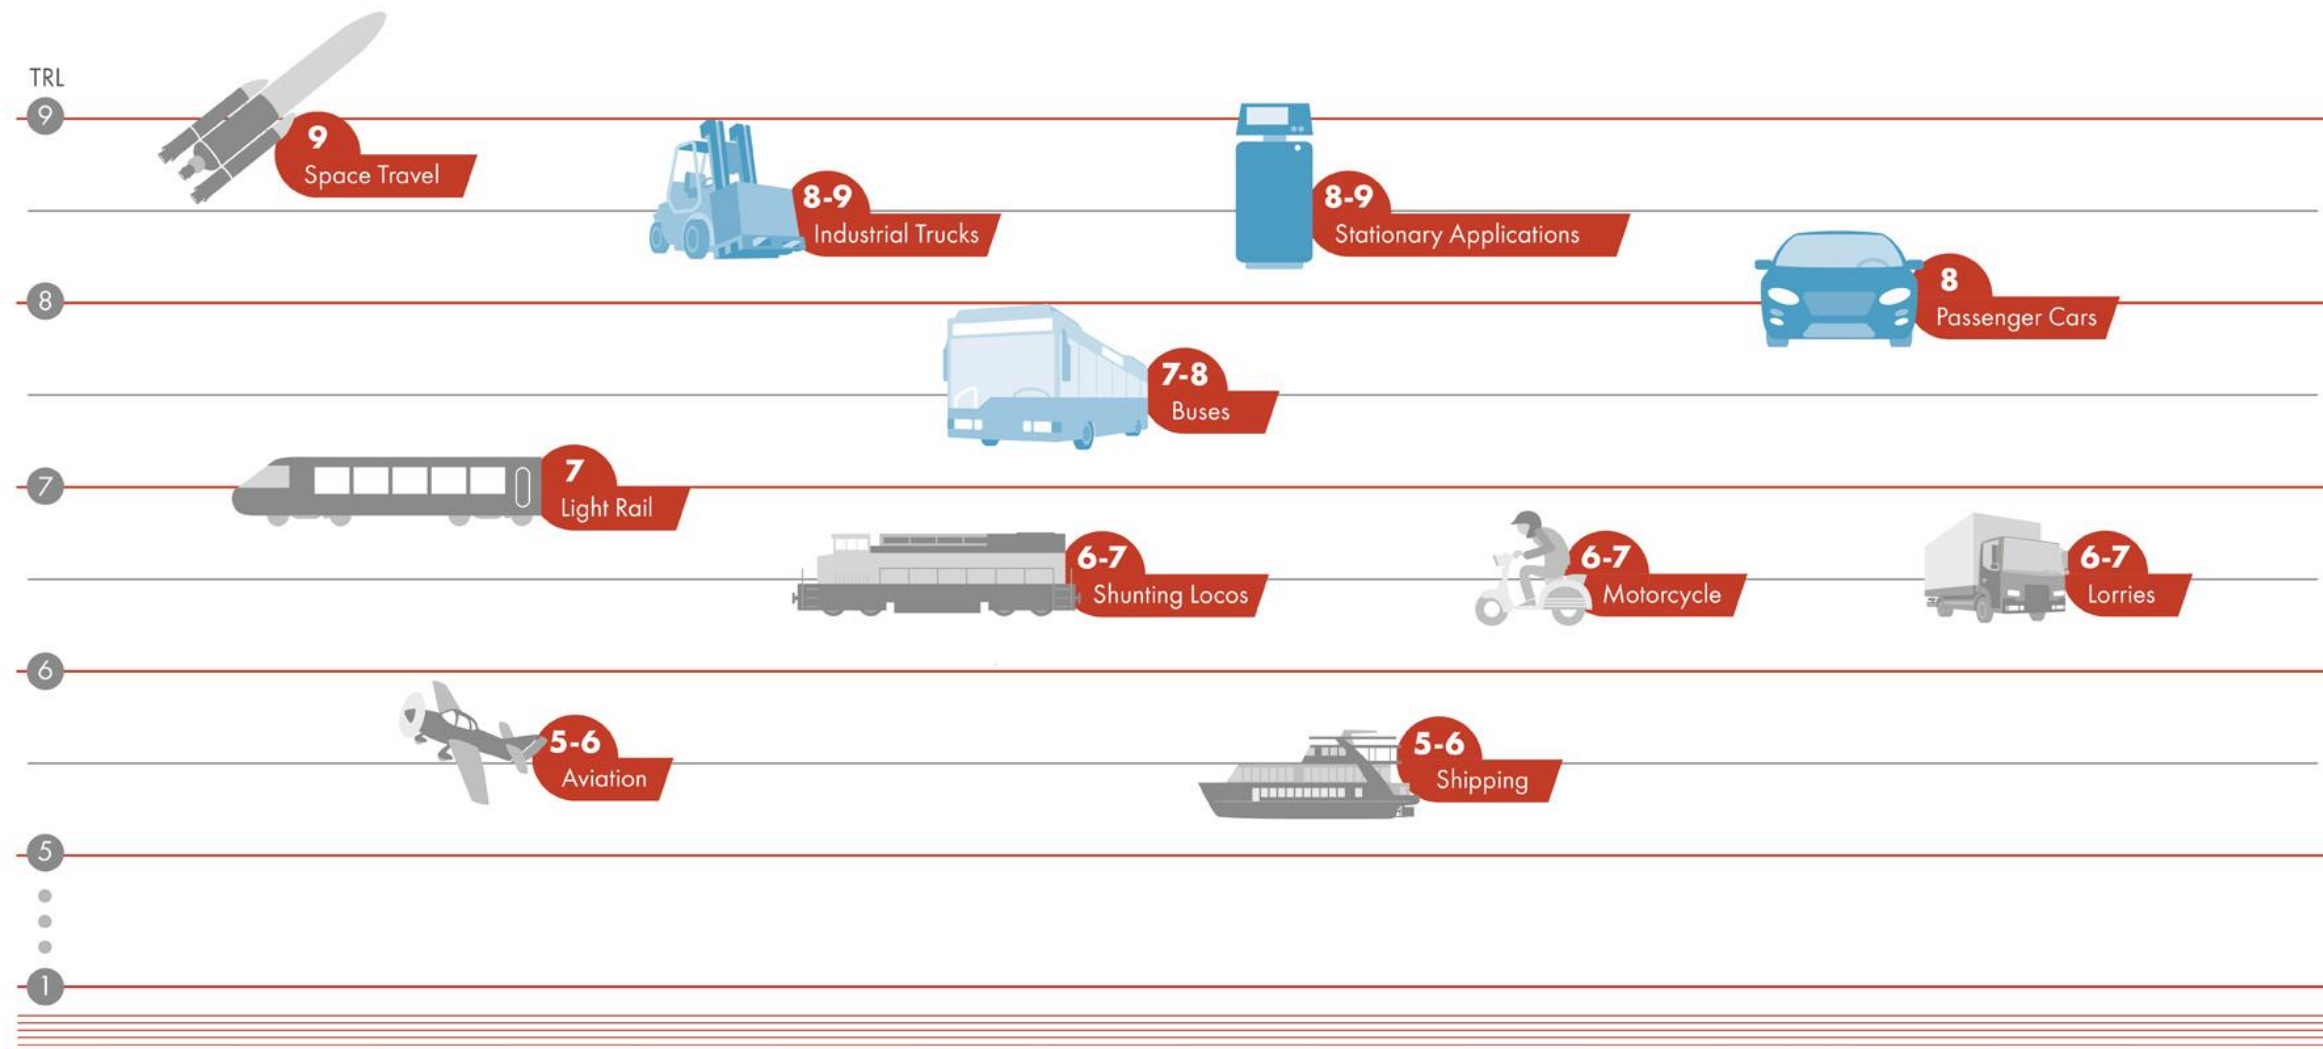 TRL
9
9
Space Travel
8-9
Industrial Trucks
8-9
Stationary Applications
8
8
Passenger Cars
7-8
Buses
7
7
Light Rail
6-7
Shunting Locos
6-7
Motorcycle
6-7
Lorries
6
5-6
Aviation
5-6
Shipping
5
1